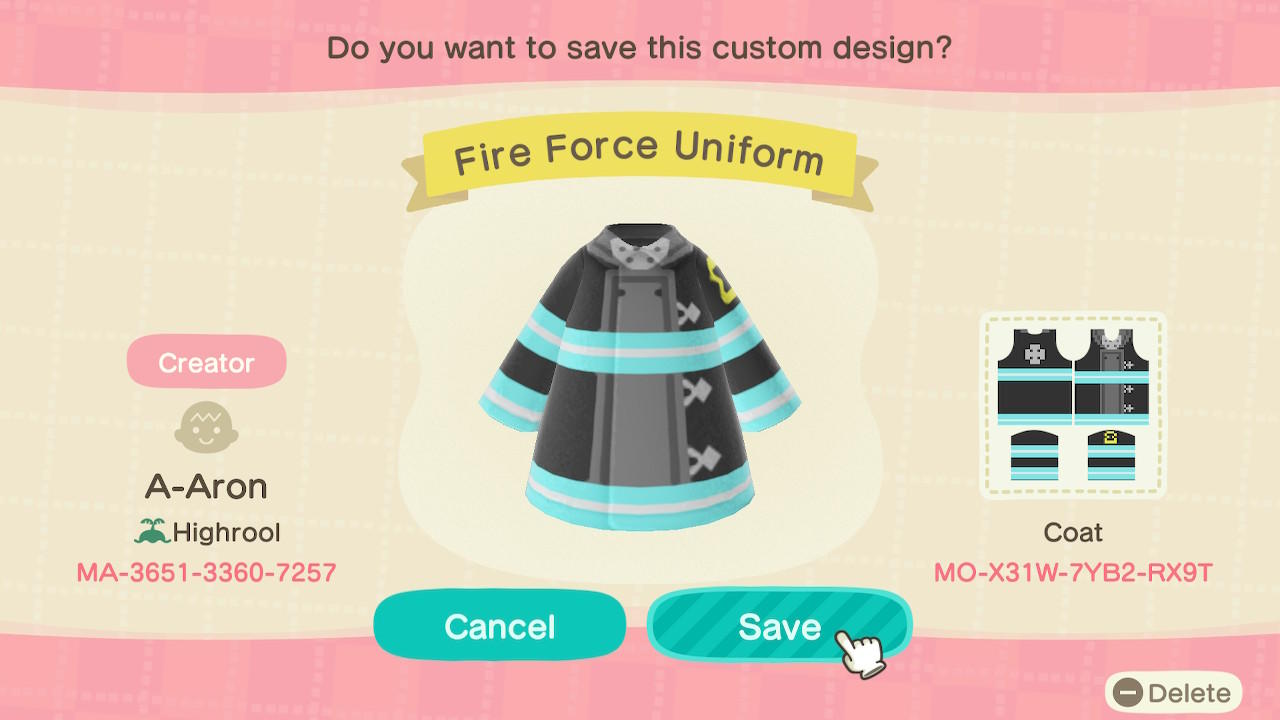 Do you want to save this custom design?
Fire Force Uniform
Creator
A-Aron
Highrool
MA-3651-3360-7257
Coat
MO-X31W-7YB2-RX9T
Cancel
Save
Delete